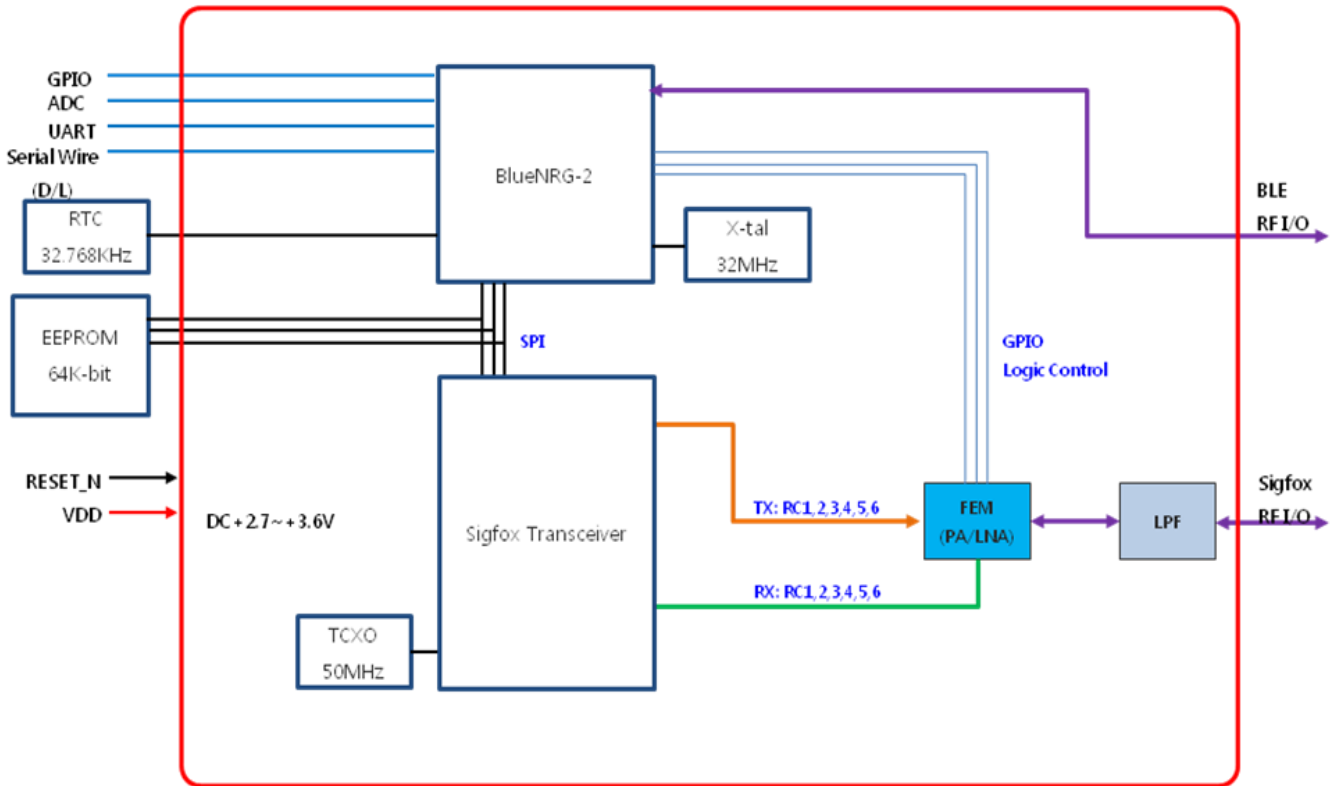 GPIO
ADC
UART
Serial Wire
(D/L)
RTC
32.768KHz
EEPROM
64K-bit
RESET_N
VDD
DC + 2.7 ~ + 3.6V
BlueNRG-2
X-tal
32MHz
SPI
Sigfox Transceiver
TCXO
50MHz
GPIO
Logic Control
TX: RC1,2,3,4,5,6
RX: RC1,2,3,4,5,6
FEM
(PA/LNA)
LPF
BLE
RF I/O
Sigfox
RF I/O